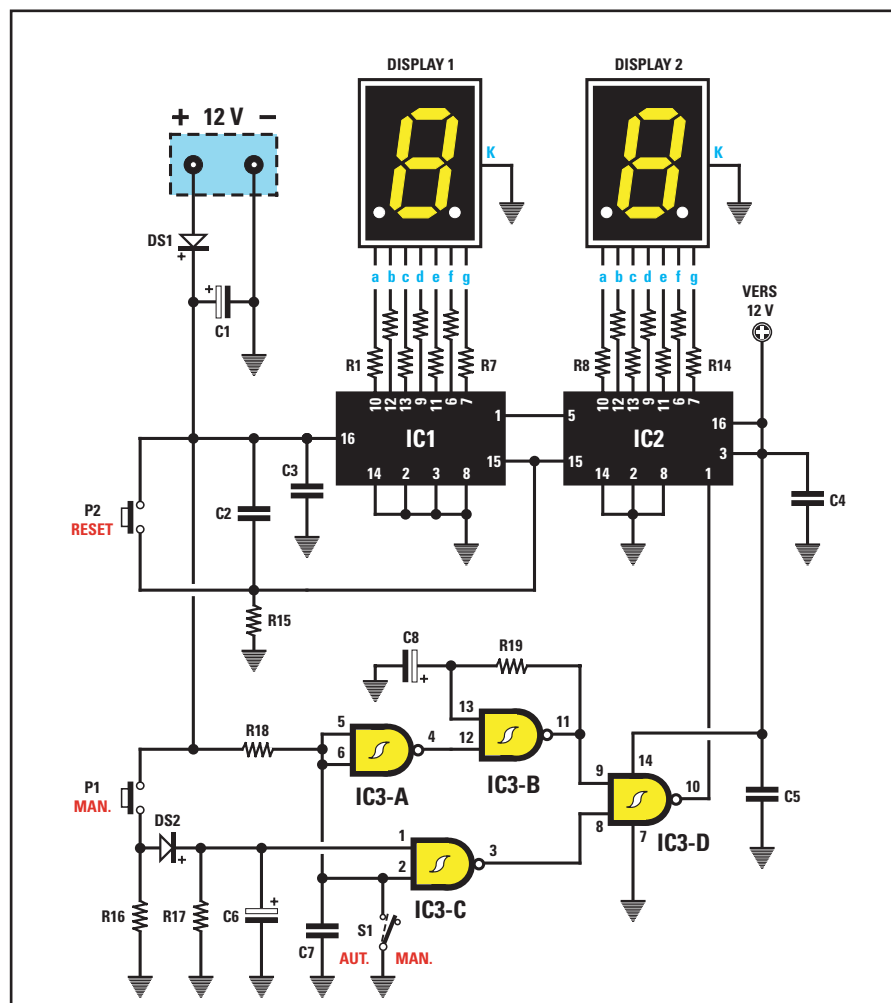 DISPLAY 1
DISPLAY 2
+ 12 V −
K
K
DS1
+
+
C1
a b c d e f g
a b c d e f g
VERS
12 V
R1
R7
R8
R14
10 12 13 9 11 6 7
10 12 13 9 11 6 7
16
IC1
1
5
IC2
16
3
15
15
1
14 2 3 8
14 2 8
C3
C2
C4
P2
RESET
R15
C8
+
R19
R18
5
6
4
13
12
11
IC3-A
IC3-B
14
9
8
10
7
IC3-D
C5
P1
MAN.
DS2
+
1
2
3
IC3-C
R16
R17
C6
+
C7
S1
AUT.
MAN.